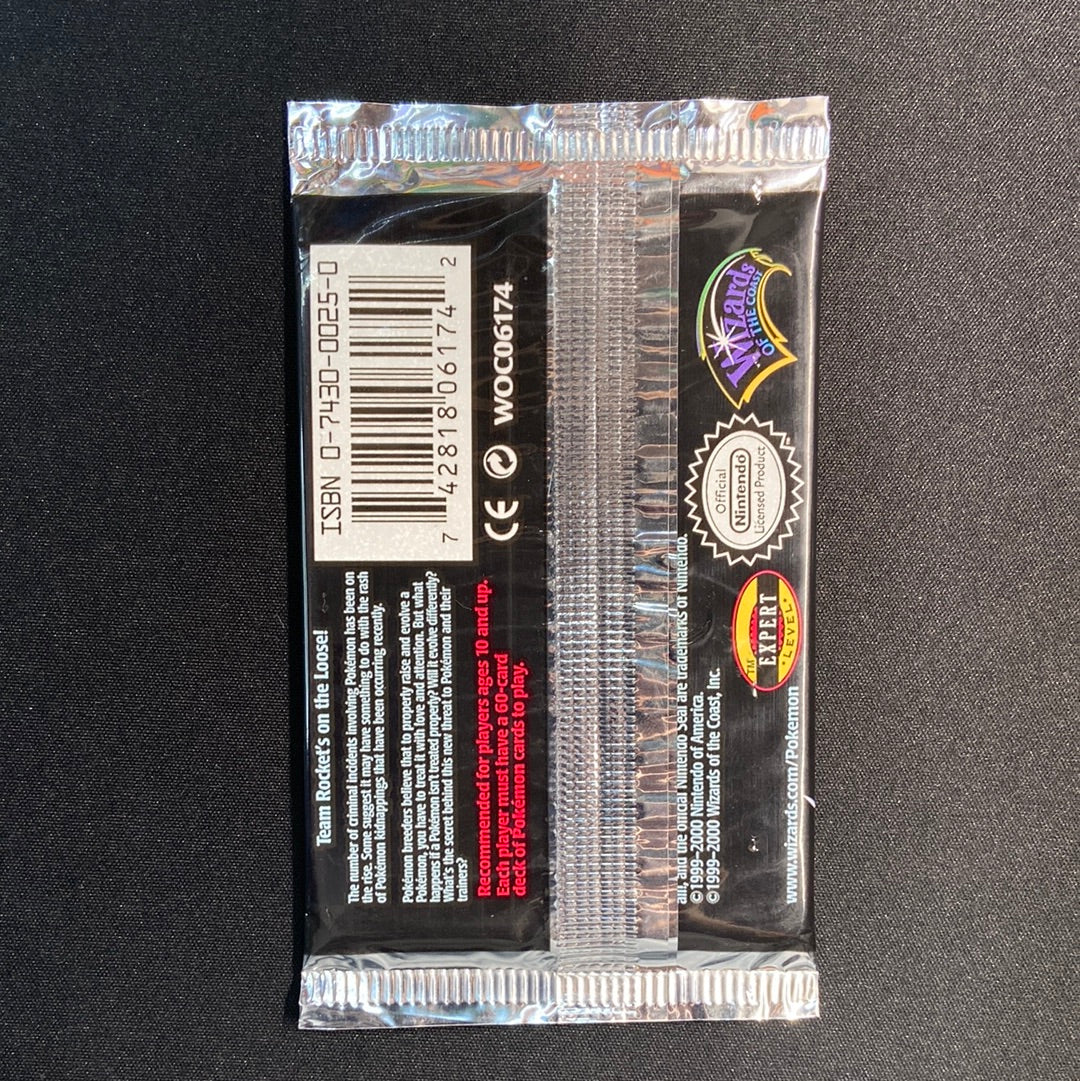 Team Rocket's on the Loose!
The number of criminal incidents involving Pokémon has been on
the rise. Some suggest it may have something to do with the rash
of Pokémon kidnappings that have been occurring recently.
Pokémon breeders believe that to properly raise and evolve a
Pokémon, you have to treat it with love and attention. But what
happens if a Pokémon isn't treated properly? Will it evolve differently?
What's the secret behind this new threat to Pokémon and their
trainers?
Recommended for players ages 10 and up.
Each player must have a 60-card
deck of Pokémon cards to play.
ISBN 0-7430-0025-0
7 42818 06174 2
CE WOC06174
all, and the official Nintendo Seal are trademarks of Nintendo.
©1999-2000 Nintendo of America.
©1999-2000 Wizards of the Coast, Inc.
www.wizards.com/Pokemon
TM
EXPERT
LEVEL
Official
Nintendo
Licensed Product
®
Wizards
OF THE COAST